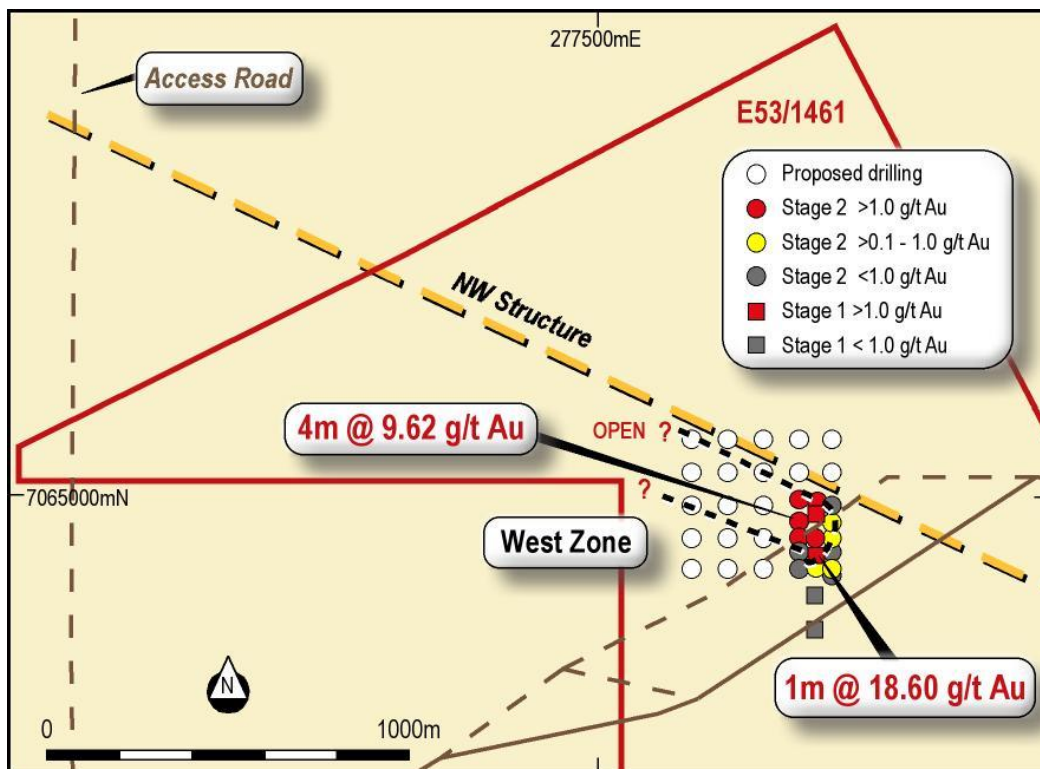 277500mE
Access Road
E53/1461
Proposed drilling
Stage 2 >1.0 g/t Au
Stage 2 >0.1 - 1.0 g/t Au
Stage 2 <1.0 g/t Au
Stage 1 >1.0 g/t Au
Stage 1 < 1.0 g/t Au
NW Structure
4m @ 9.62 g/t Au
OPEN ?
?
7065000mN
West Zone
1m @ 18.60 g/t Au
N
0 1000m